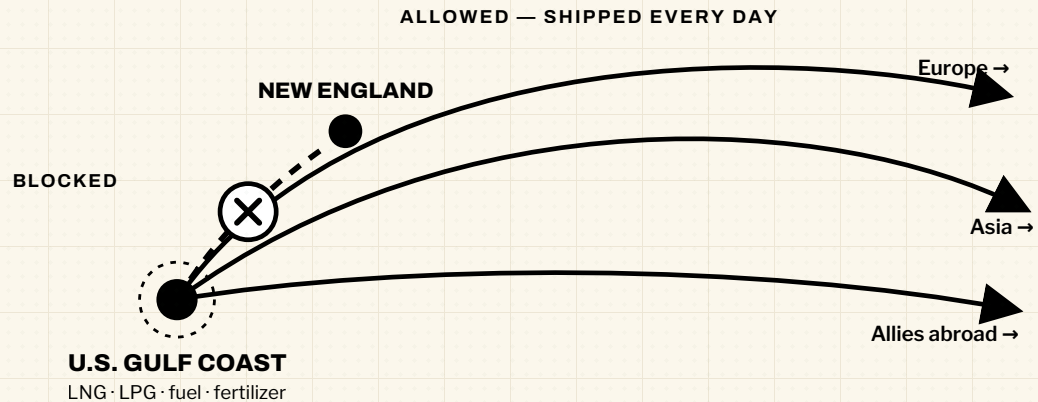 ALLOWED — SHIPPED EVERY DAY
Europe →
NEW ENGLAND
BLOCKED
Asia →
Allies abroad →
U.S. GULF COAST
LNG · LPG · fuel · fertilizer